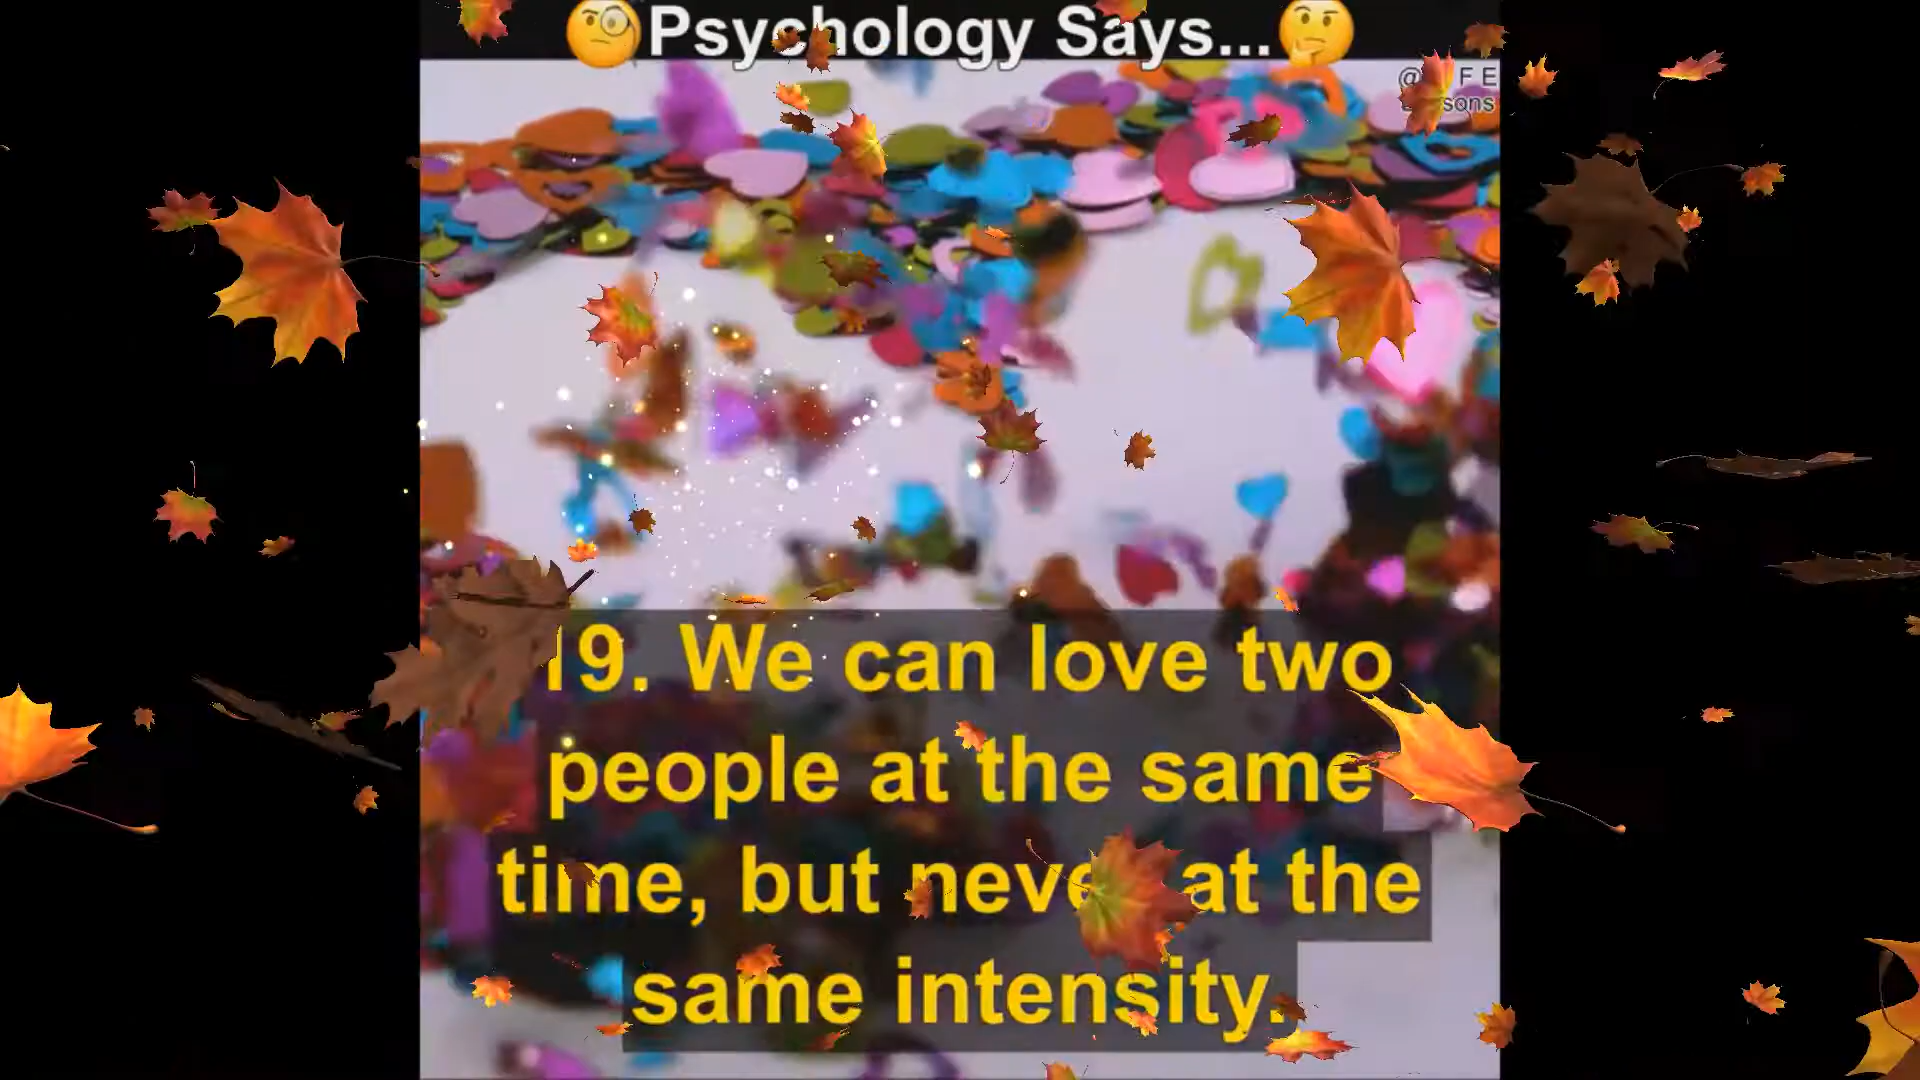 Psychology Says...
19. We can love two
people at the same
time, but never at the
same intensity.